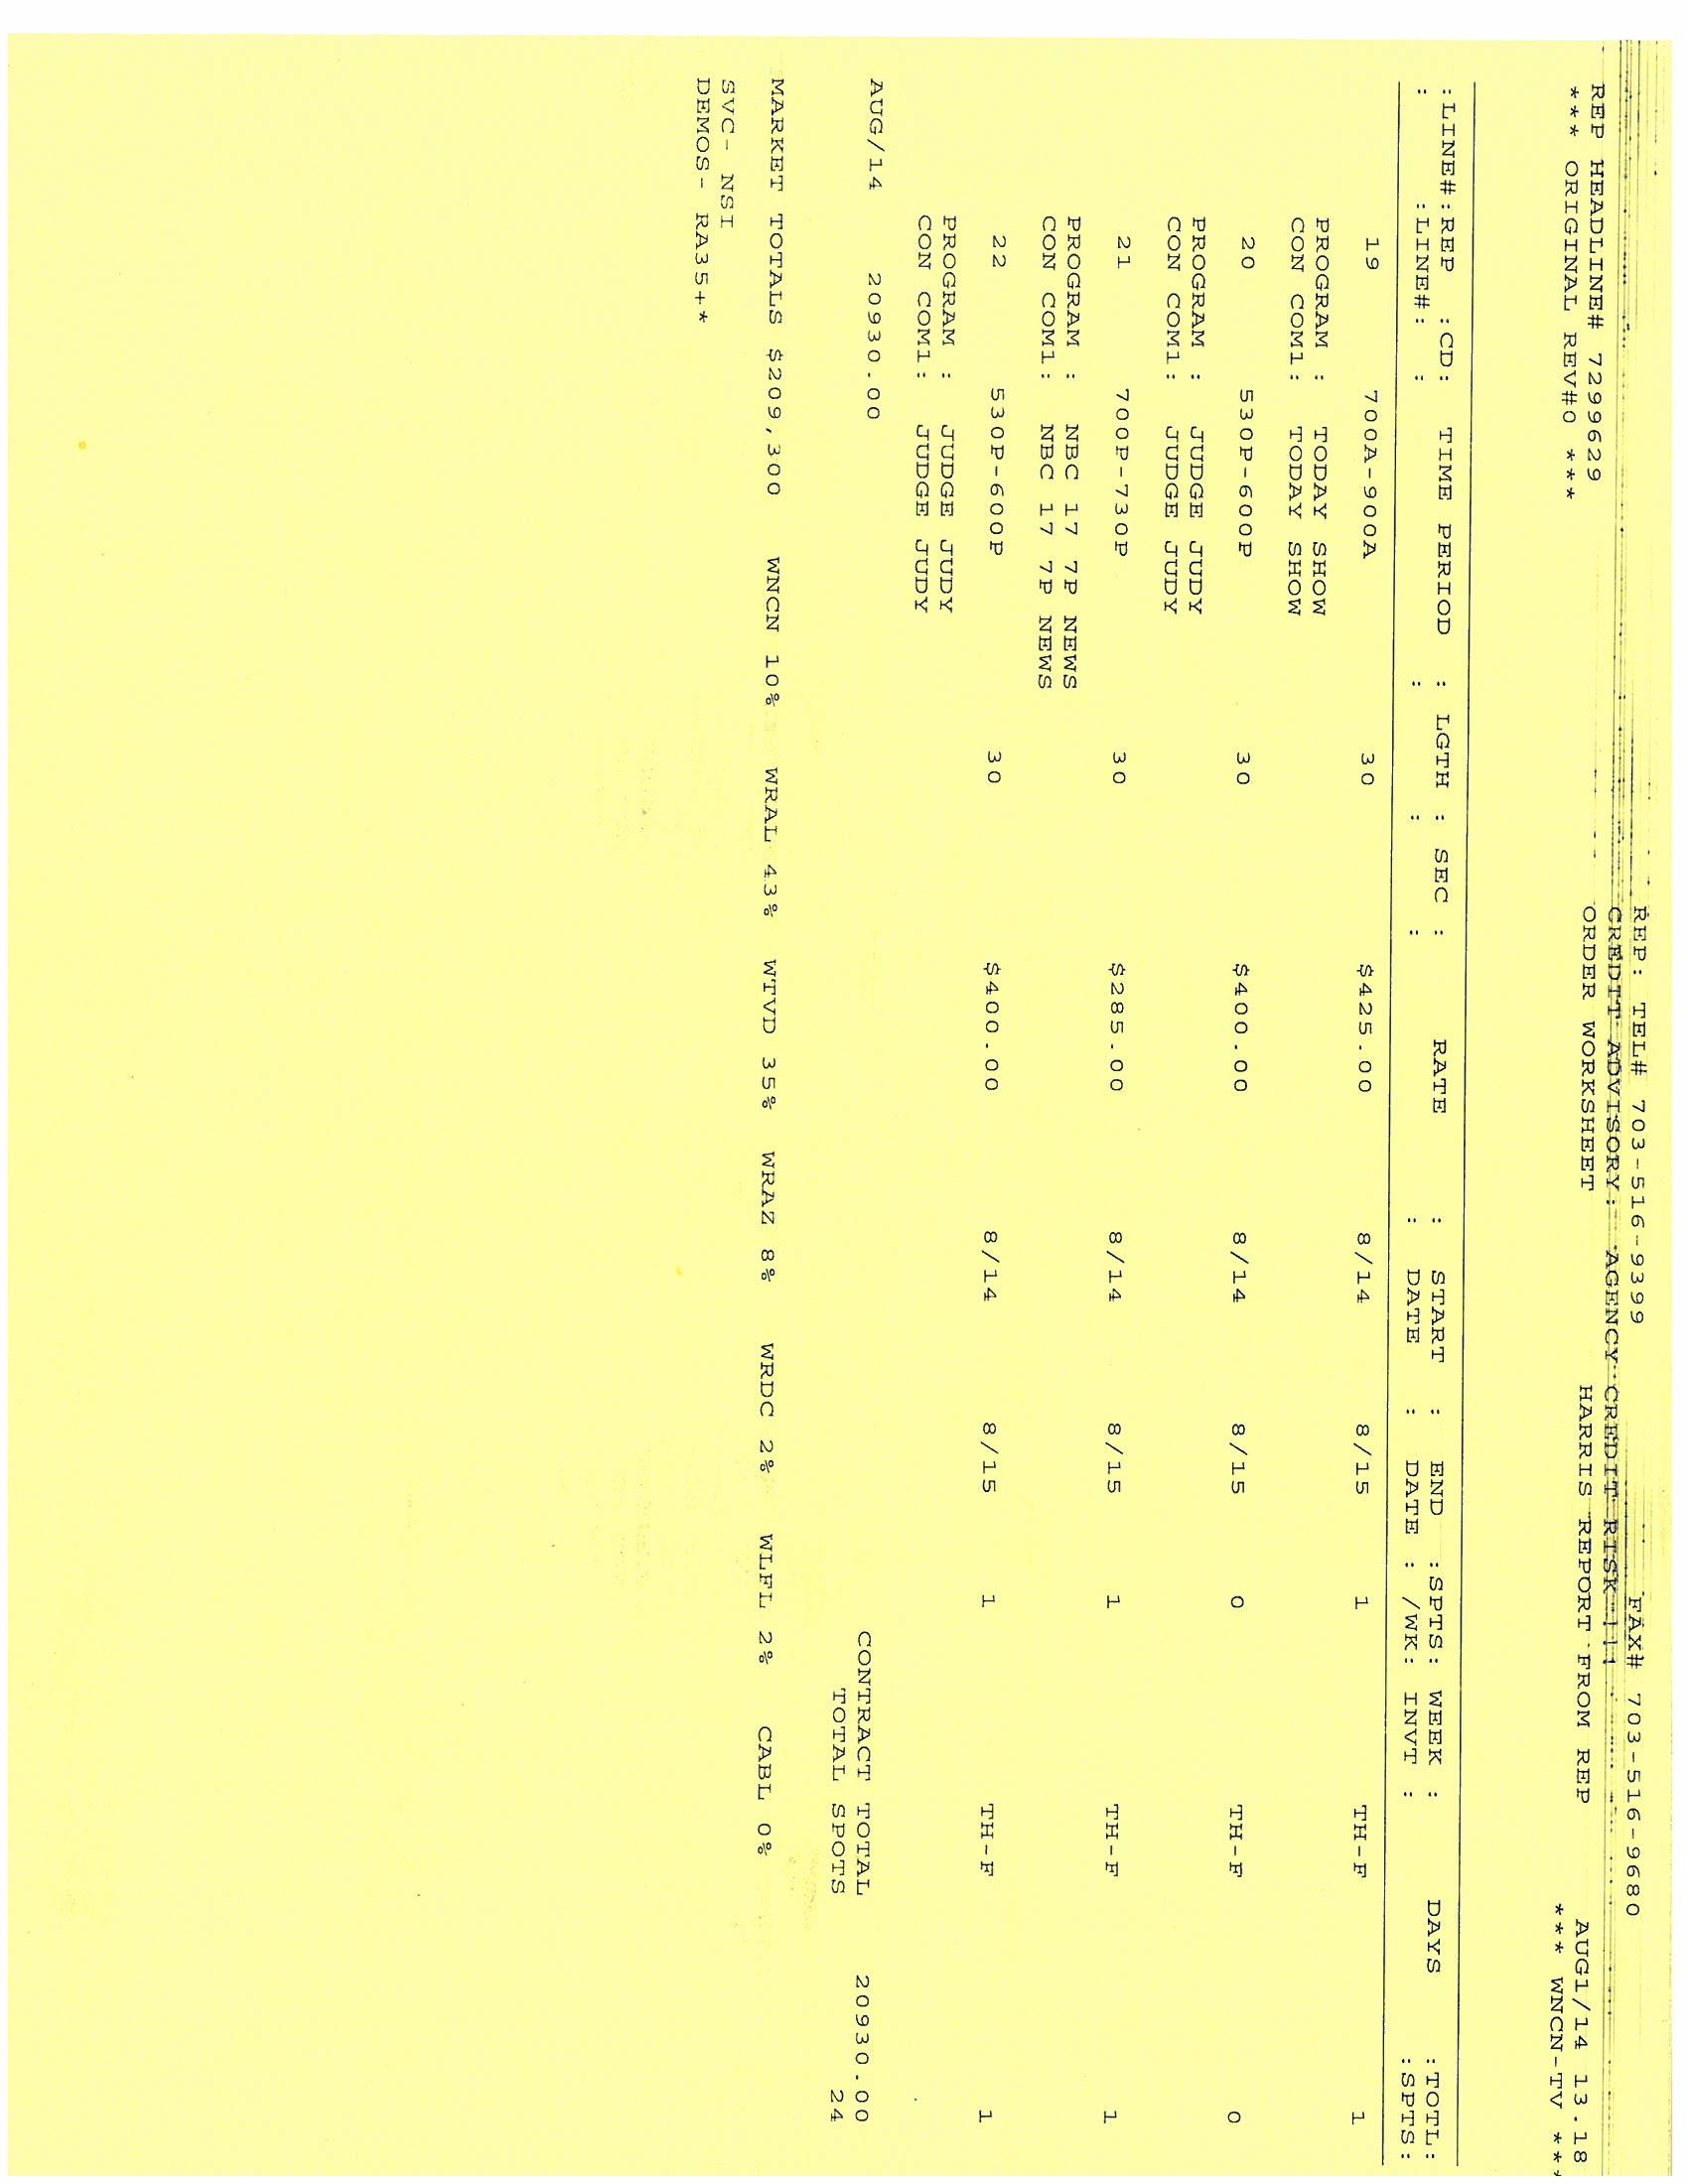 REP: TEL# 703-516-9399 FAX# 703-516-9680
CREDIT ADVISORY: AGENCY CREDIT RISK
ORDER WORKSHEET HARRIS REPORT FROM REP AUG1/14 13.18
REP HEADLINE# 7299629
*** ORIGINAL REV#0 *** *** WNCN-TV ***
:LINE#:REP :CD: TIME PERIOD : LGTH : SEC : RATE : START : END :SPTS: WEEK : DAYS :TOTL:
: :LINE#: : : : : DATE : DATE : /WK: INVT : :SPTS:
19 700A-900A 30 $425.00 8/14 8/15 1 TH-F 1
PROGRAM : TODAY SHOW
CON COM1: TODAY SHOW
20 530P-600P 30 $400.00 8/14 8/15 0 TH-F 0
PROGRAM : JUDGE JUDY
CON COM1: JUDGE JUDY
21 700P-730P 30 $285.00 8/14 8/15 1 TH-F 1
PROGRAM : NBC 17 7P NEWS
CON COM1: NBC 17 7P NEWS
22 530P-600P 30 $400.00 8/14 8/15 1 TH-F 1
PROGRAM : JUDGE JUDY
CON COM1: JUDGE JUDY
AUG/14 20930.00 CONTRACT TOTAL 20930.00
TOTAL SPOTS 24
MARKET TOTALS $209,300 WNCN 10% WRAL 43% WTVD 35% WRAZ 8% WRDC 2% WLFL 2% CABL 0%
SVC- NSI
DEMOS- RA35+*